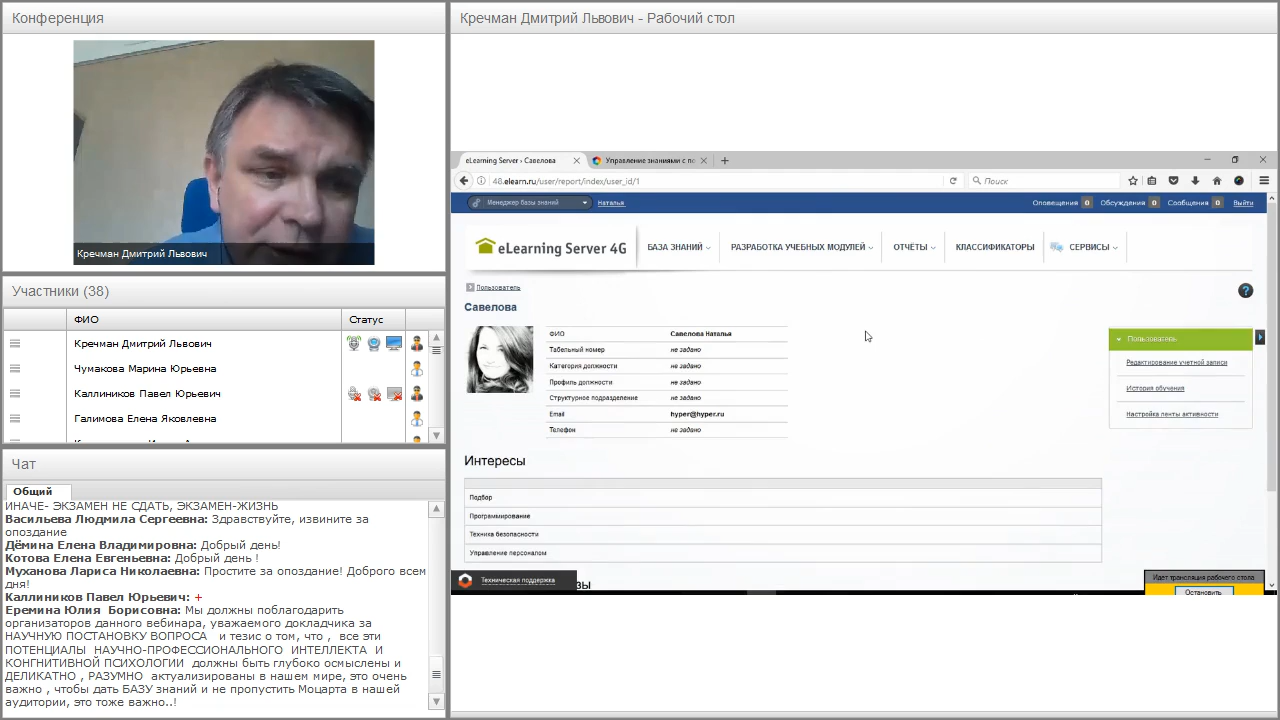 Конференция
Кречман Дмитрий Львович
Участники (38)
ФИО
Статус
Кречман Дмитрий Львович
Чумакова Марина Юрьевна
Каллиников Павел Юрьевич
Галимова Елена Яковлевна
Чат
Общий
ИНАЧЕ- ЭКЗАМЕН НЕ СДАТЬ, ЭКЗАМЕН-ЖИЗНЬ
Васильева Людмила Сергеевна: Здравствуйте, извините за
опоздание
Дёмина Елена Владимировна: Добрый день!
Котова Елена Евгеньевна: Добрый день !
Муханова Лариса Николаевна: Простите за опоздание! Доброго всем
дня!
Каллиников Павел Юрьевич: +
Еремина Юлия Борисовна: Мы должны поблагодарить
организаторов данного вебинара, уважаемого докладчика за
НАУЧНУЮ ПОСТАНОВКУ ВОПРОСА и тезис о том, что , все эти
ПОТЕНЦИАЛЫ НАУЧНО-ПРОФЕССИОНАЛЬНОГО ИНТЕЛЛЕКТА И
КОНГНИТИВНОЙ ПСИХОЛОГИИ должны быть глубоко осмыслены и
ДЕЛИКАТНО , РАЗУМНО актуализированы в нашем мире, это очень
важно , чтобы дать БАЗУ знаний и не пропустить Моцарта в нашей
аудитории, это тоже важно..
Кречман Дмитрий Львович - Рабочий стол
eLearning Server › Савелова
Управление знаниями с по
48.elearn.ru/user/report/index/user_id/1
Поиск
Менеджер базы знаний
Наталья
Оповещения 0
Обсуждения 0
Сообщения 0
Выйти
eLearning Server 4G
БАЗА ЗНАНИЙ
РАЗРАБОТКА УЧЕБНЫХ МОДУЛЕЙ
ОТЧЁТЫ
КЛАССИФИКАТОРЫ
СЕРВИСЫ
Пользователь
?
Савелова
ФИО Савелова Наталья
Табельный номер не задано
Категория должности не задано
Профиль должности не задано
Структурное подразделение не задано
Email hyper@hyper.ru
Телефон не задано
Пользователь
Редактирование учетной записи
История обучения
Настройка ленты активности
Интересы
Подбор
Программирование
Техника безопасности
Управление персоналом
Техническая поддержка
Идет трансляция рабочего стола
Остановить